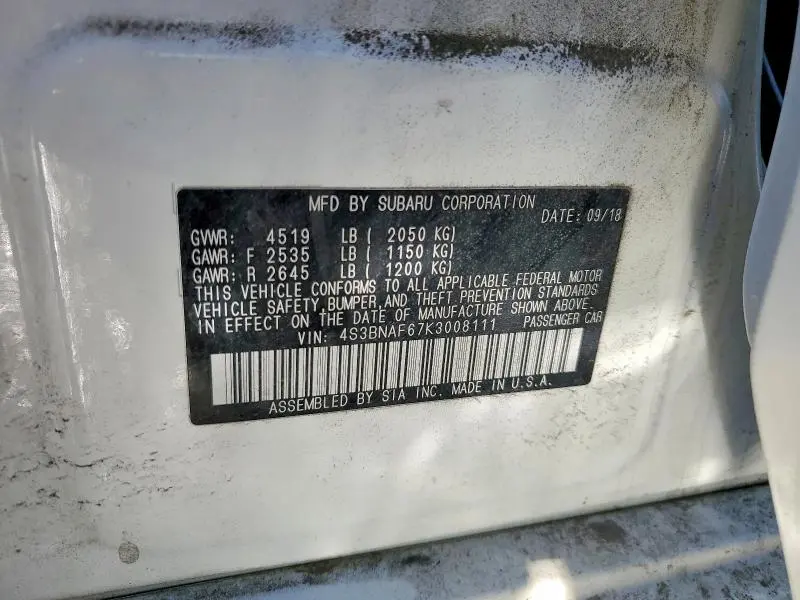 MFD BY SUBARU CORPORATION
DATE: 09/18
GVWR: 4519 LB ( 2050 KG)
GAWR: F 2535 LB ( 1150 KG)
GAWR: R 2645 LB ( 1200 KG)
THIS VEHICLE CONFORMS TO ALL APPLICABLE FEDERAL MOTOR
VEHICLE SAFETY, BUMPER, AND THEFT PREVENTION STANDARDS
IN EFFECT ON THE DATE OF MANUFACTURE SHOWN ABOVE.
VIN: 4S3BNAF67K3008111 PASSENGER CAR
ASSEMBLED BY SIA INC. MADE IN U.S.A.